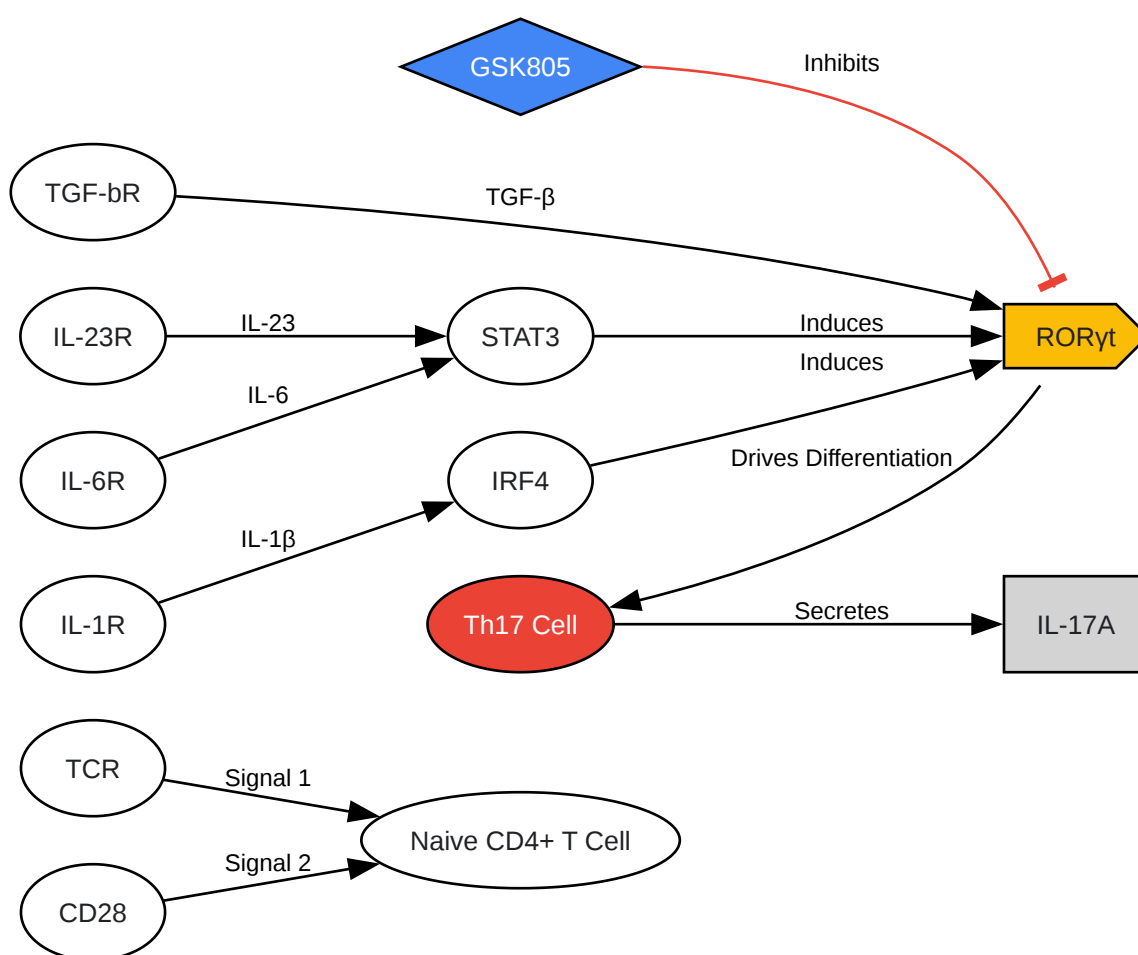 GSK805
Inhibits
TGF-bR
TGF-β
IL-23R
IL-23
STAT3
Induces
RORγt
IL-6
Induces
IL-6R
IRF4
Drives Differentiation
IL-1β
IL-1R
Th17 Cell
Secretes
IL-17A
TCR
Signal 1
Naive CD4+ T Cell
Signal 2
CD28